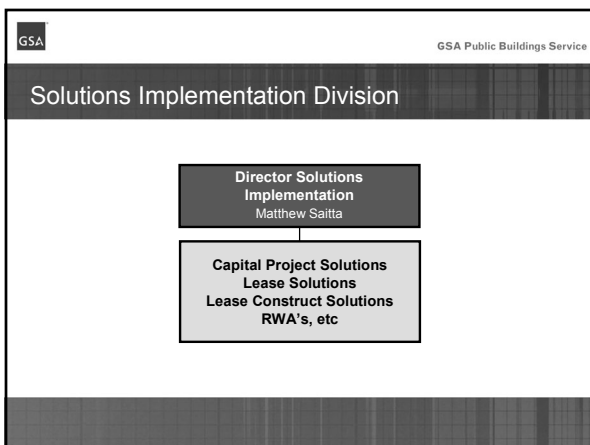 GSA
GSA Public Buildings Service
Solutions Implementation Division
Director Solutions
Implementation
Matthew Saitta
Capital Project Solutions
Lease Solutions
Lease Construct Solutions
RWA's, etc